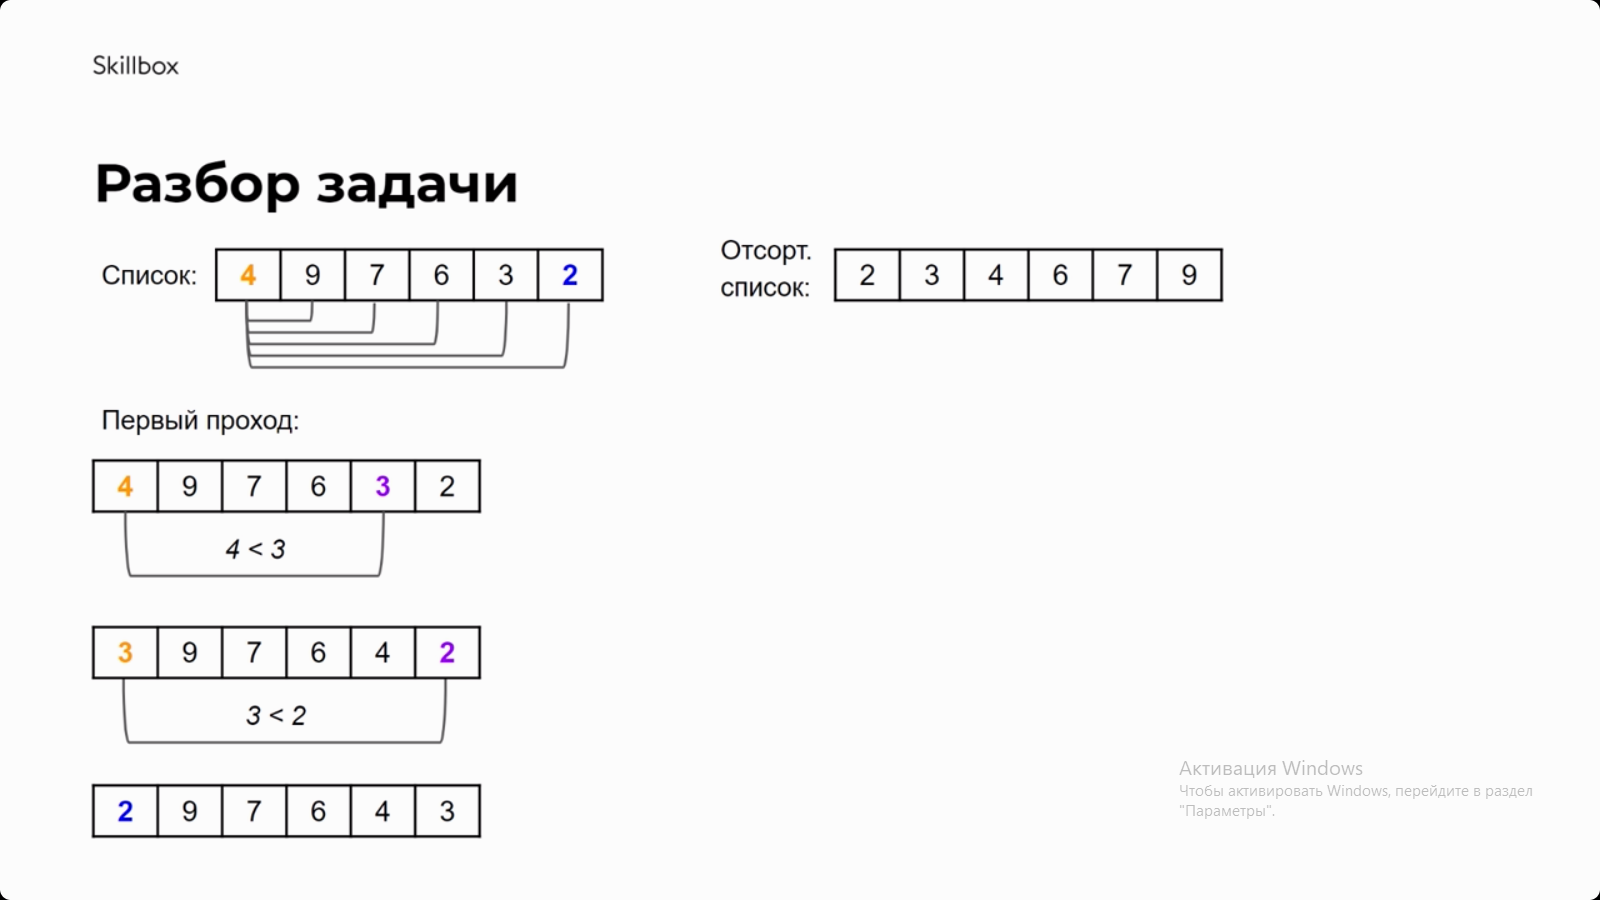 Skillbox
Разбор задачи
Список: 4 9 7 6 3 2
Отсорт.
список: 2 3 4 6 7 9
Первый проход:
4 9 7 6 3 2
4 < 3
3 9 7 6 4 2
3 < 2
2 9 7 6 4 3
Активация Windows
Чтобы активировать Windows, перейдите в раздел
"Параметры".